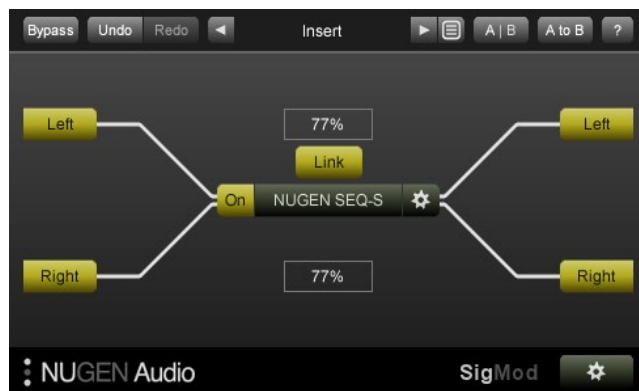 Bypass Undo Redo Insert A | B A to B ?
Left 77% Left
Link
On NUGEN SEQ-S
Right 77% Right
NUGEN Audio SigMod